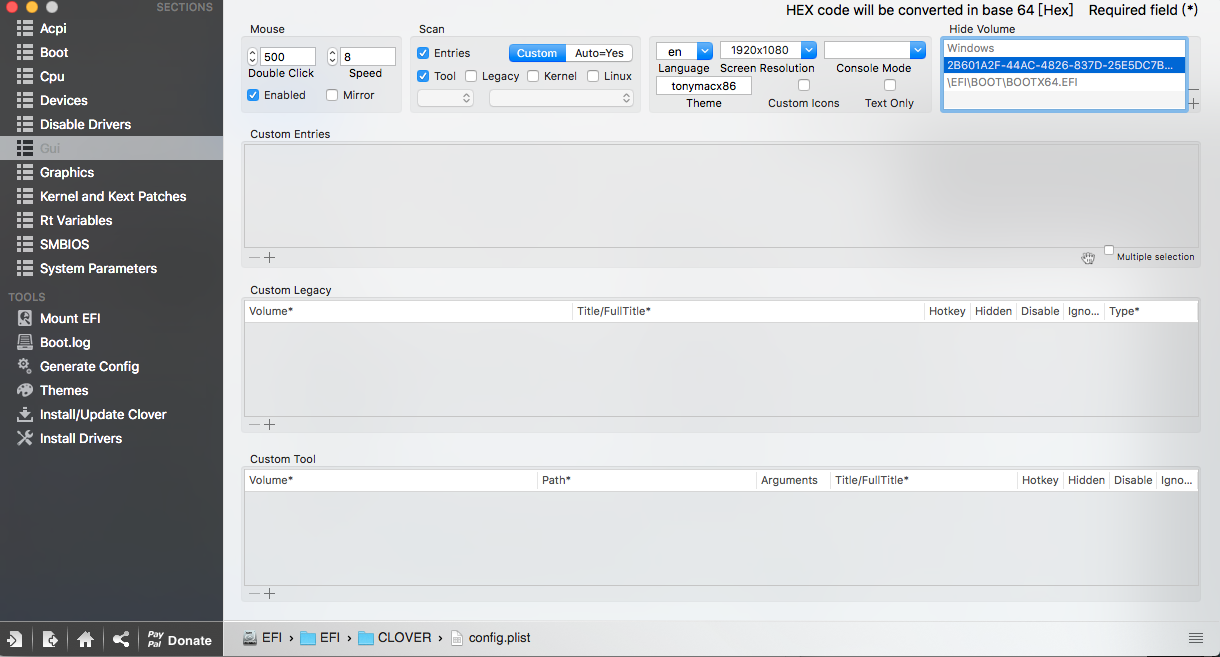 SECTIONS
Acpi
Boot
Cpu
Devices
Disable Drivers
Gui
Graphics
Kernel and Kext Patches
Rt Variables
SMBIOS
System Parameters
TOOLS
Mount EFI
Boot.log
Generate Config
Themes
Install/Update Clover
Install Drivers
Pay Pal Donate
HEX code will be converted in base 64 [Hex] Required field (*)
Mouse
500 8
Double Click Speed
Enabled Mirror
Scan
Entries Custom Auto=Yes
Tool Legacy Kernel Linux
en 1920x1080
Language Screen Resolution Console Mode
tonymacx86
Theme Custom Icons Text Only
Hide Volume
Windows
2B601A2F-44AC-4826-837D-25E5DC7B...
\EFI\BOOT\BOOTX64.EFI
Custom Entries
Multiple selection
Custom Legacy
Volume* Title/FullTitle* Hotkey Hidden Disable Igno... Type*
Custom Tool
Volume* Path* Arguments Title/FullTitle* Hotkey Hidden Disable Igno...
EFI › EFI › CLOVER › config.plist